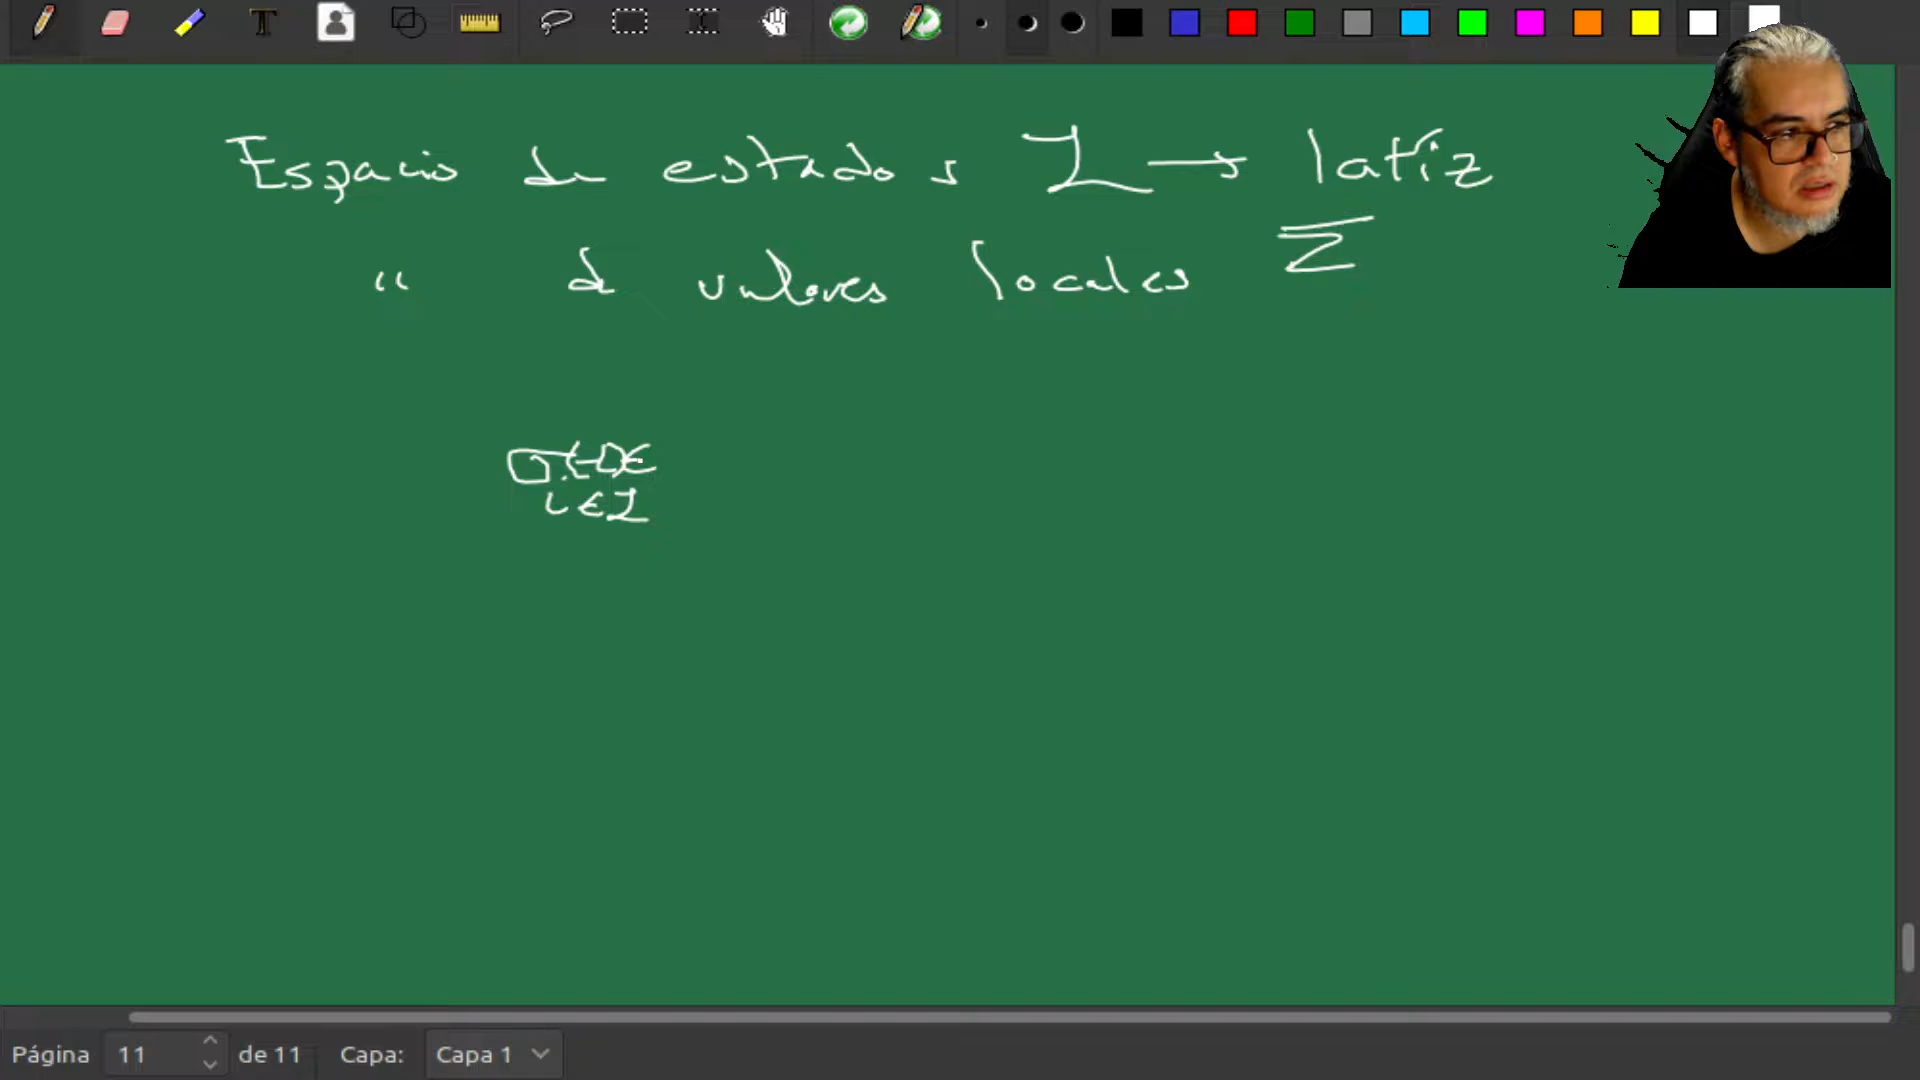 Espacio de estados L → latíz
" de valores locales Σ
i ∈ L
Página 11 de 11 Capa: Capa 1